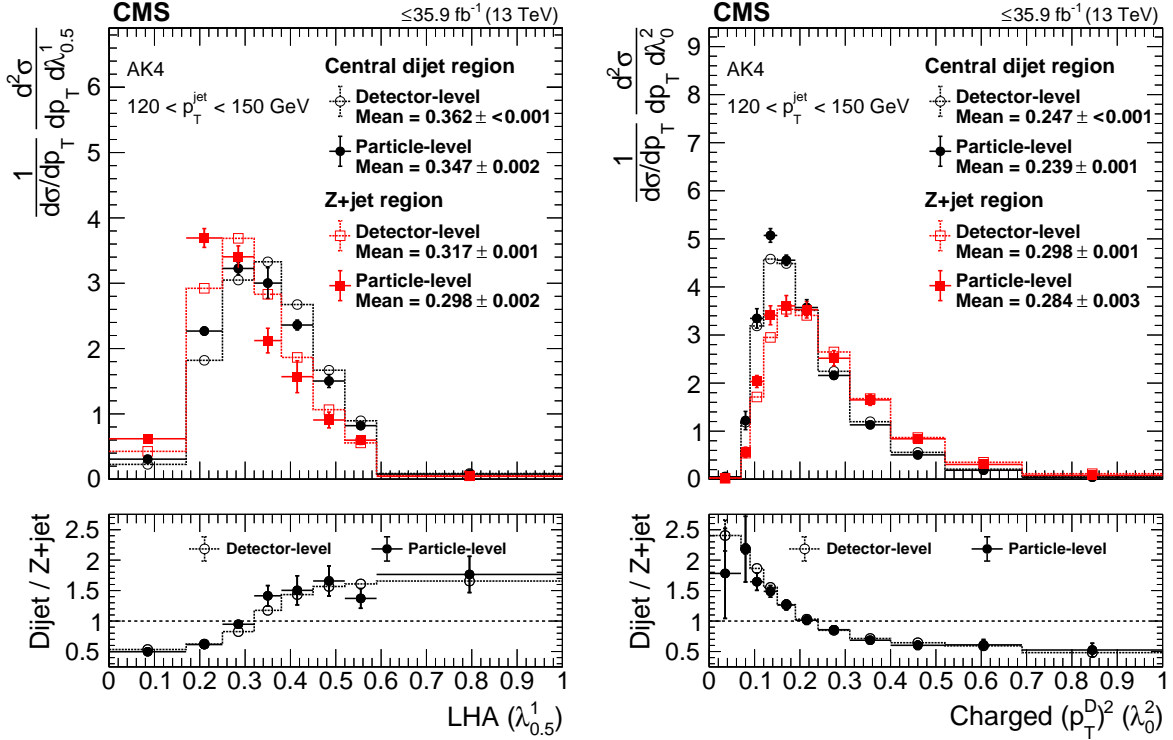 CMS
≤35.9 fb⁻¹ (13 TeV)
1
dσ/dp_T
d²σ
dp_T dλ¹_0.5
AK4
120 < p_T^jet < 150 GeV
Central dijet region
Detector-level
Mean = 0.362 ± <0.001
Particle-level
Mean = 0.347 ± 0.002
Z+jet region
Detector-level
Mean = 0.317 ± 0.001
Particle-level
Mean = 0.298 ± 0.002
6
5
4
3
2
1
0
Dijet / Z+jet
2.5
2
1.5
1
0.5
Detector-level
Particle-level
0 0.1 0.2 0.3 0.4 0.5 0.6 0.7 0.8 0.9 1
LHA (λ¹_0.5)
CMS
≤35.9 fb⁻¹ (13 TeV)
1
dσ/dp_T
d²σ
dp_T dλ²_0
AK4
120 < p_T^jet < 150 GeV
Central dijet region
Detector-level
Mean = 0.247 ± <0.001
Particle-level
Mean = 0.239 ± 0.001
Z+jet region
Detector-level
Mean = 0.298 ± 0.001
Particle-level
Mean = 0.284 ± 0.003
9
8
7
6
5
4
3
2
1
0
Dijet / Z+jet
2.5
2
1.5
1
0.5
Detector-level
Particle-level
0 0.1 0.2 0.3 0.4 0.5 0.6 0.7 0.8 0.9 1
Charged (p_T^D)² (λ²_0)